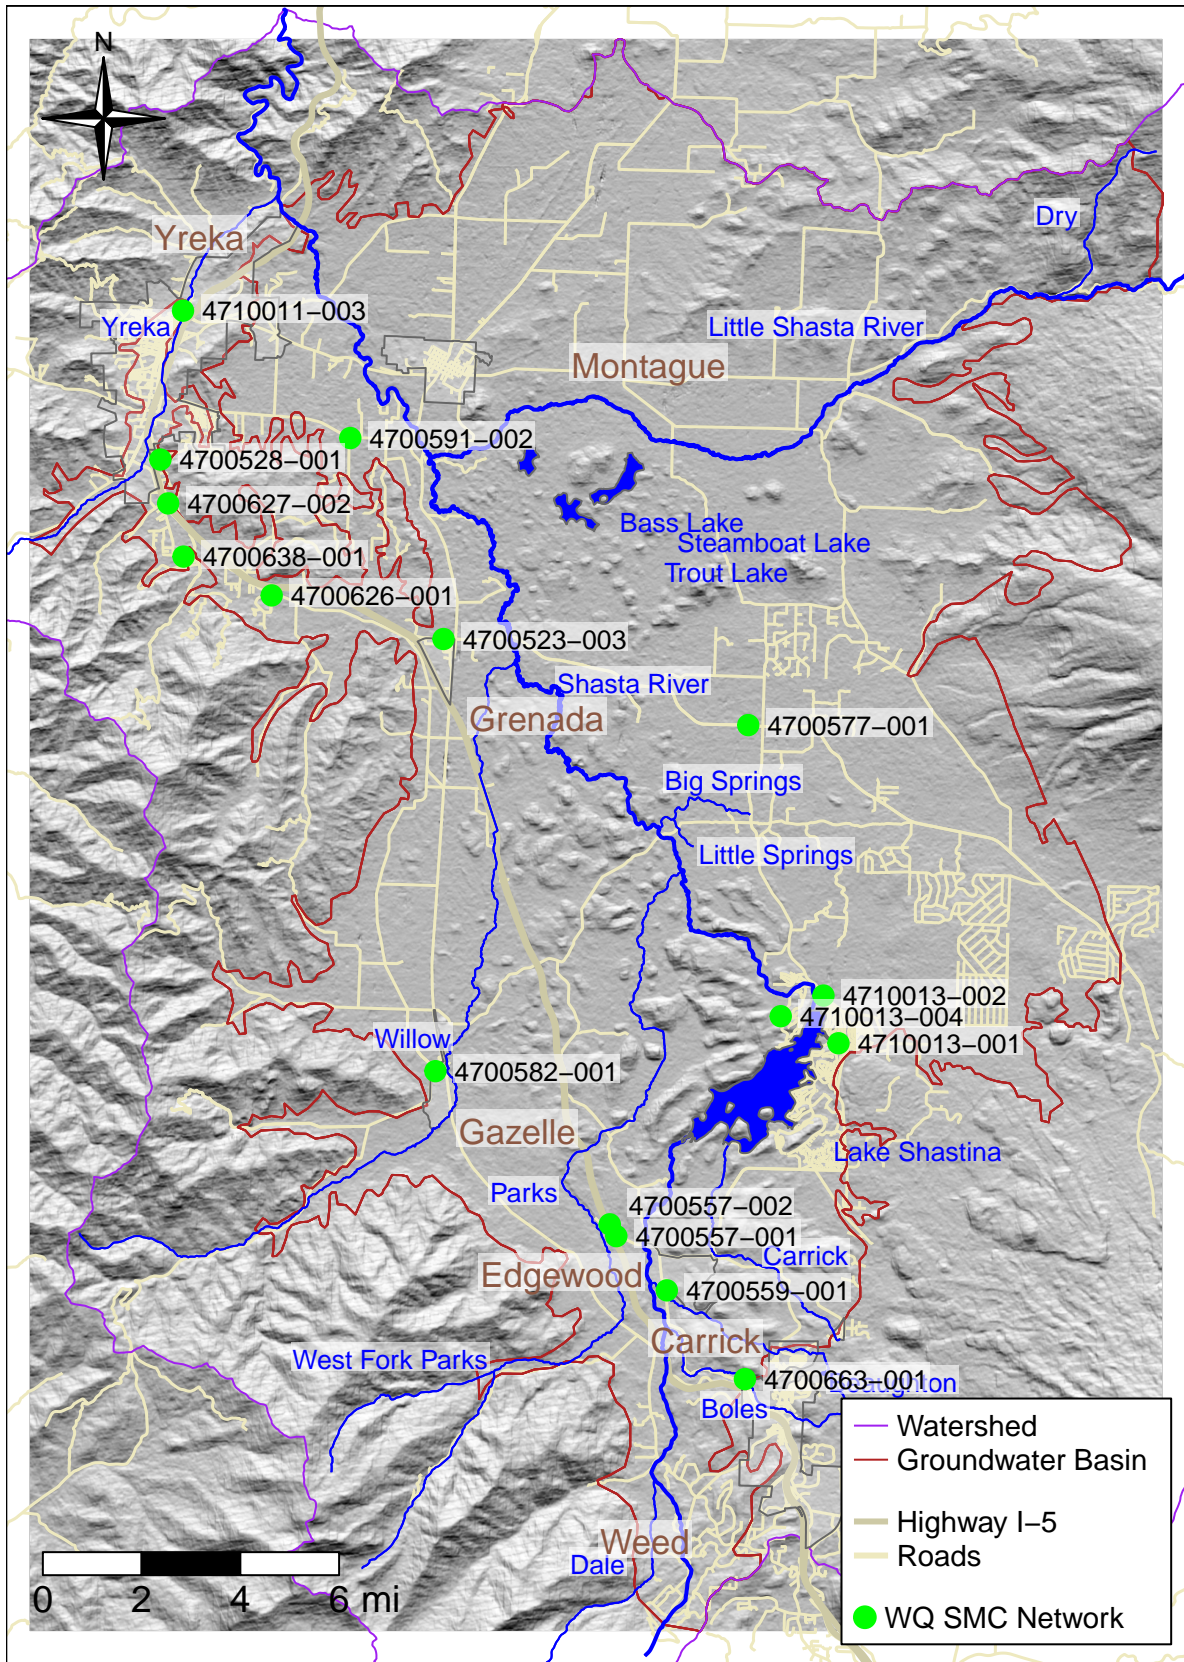 N
Dry
Yreka
4710011−003
Yreka
Little Shasta River
Montague
4700591−002
4700528−001
4700627−002
Bass Lake
Steamboat Lake
Trout Lake
4700638−001
4700626−001
4700523−003
Shasta River
Grenada
4700577−001
Big Springs
Little Springs
4710013−002
4710013−004
4710013−001
Willow
4700582−001
Gazelle
Lake Shastina
Parks
4700557−002
4700557−001
Carrick
Edgewood
4700559−001
Carrick
West Fork Parks
4700663−001
Boles
Watershed
Groundwater Basin
Highway I−5
Roads
WQ SMC Network
Weed
Dale
0 2 4 6 mi